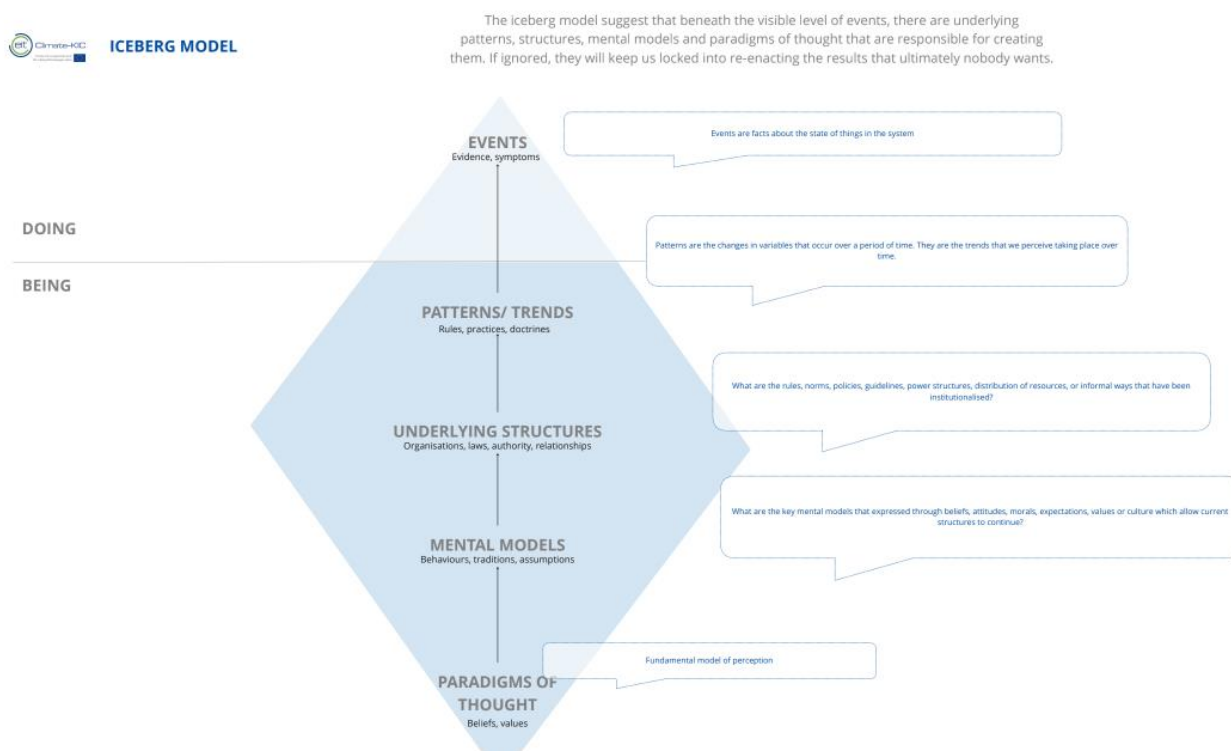 eit Climate-KIC
ICEBERG MODEL
The iceberg model suggest that beneath the visible level of events, there are underlying
patterns, structures, mental models and paradigms of thought that are responsible for creating
them. If ignored, they will keep us locked into re-enacting the results that ultimately nobody wants.
EVENTS
Evidence, symptoms
Events are facts about the state of things in the system
DOING
Patterns are the changes in variables that occur over a period of time. They are the trends that we perceive taking place over
time.
BEING
PATTERNS/ TRENDS
Rules, practices, doctrines
What are the rules, norms, policies, guidelines, power structures, distribution of resources, or informal ways that have been
institutionalised?
UNDERLYING STRUCTURES
Organisations, laws, authority, relationships
What are the key mental models that expressed through beliefs, attitudes, morals, expectations, values or culture which allow current
structures to continue?
MENTAL MODELS
Behaviours, traditions, assumptions
Fundamental model of perception
PARADIGMS OF
THOUGHT
Beliefs, values